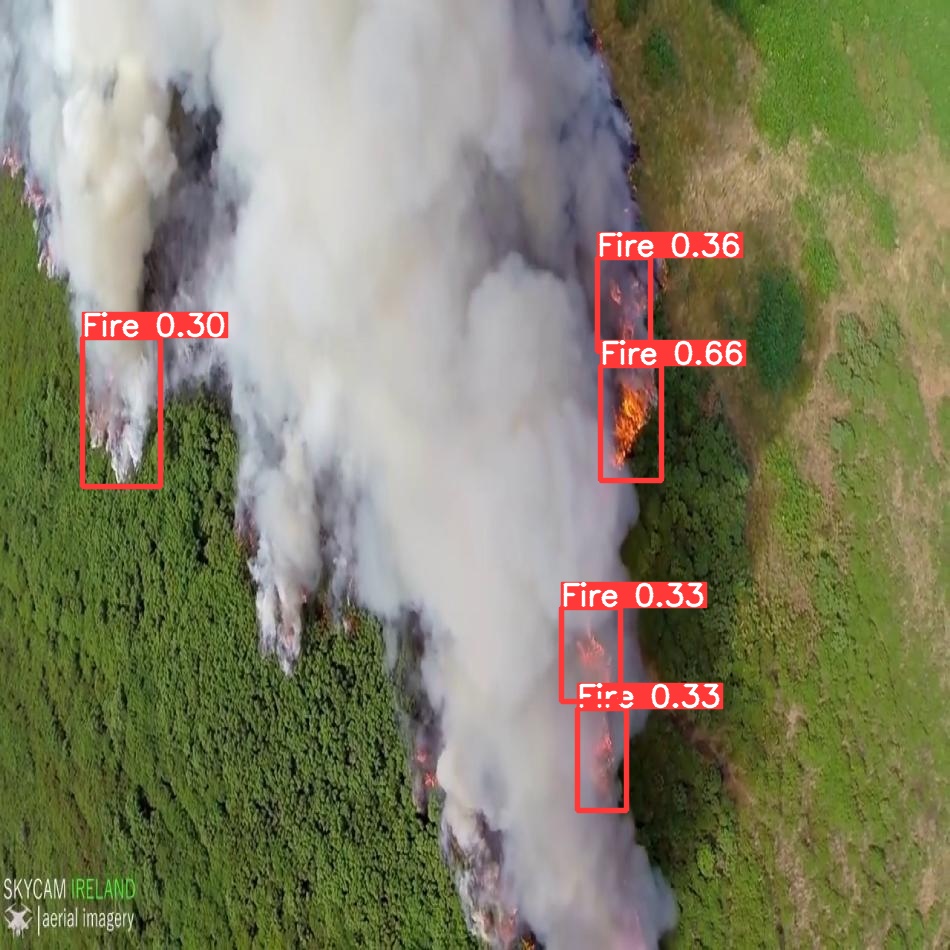 Fire 0.36
Fire 0.30
Fire 0.66
Fire 0.33
Fire 0.33
SKYCAM IRELAND
aerial imagery